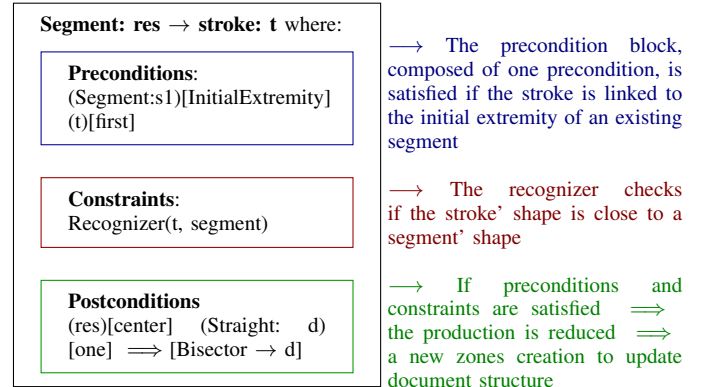 Segment: res → stroke: t where:
Preconditions:
(Segment:s1)[InitialExtremity]
(t)[first]
Constraints:
Recognizer(t, segment)
Postconditions
(res)[center] (Straight: d)
[one] ⟹ [Bisector → d]
⟶ The precondition block,
composed of one precondition, is
satisfied if the stroke is linked to
the initial extremity of an existing
segment
⟶ The recognizer checks
if the stroke' shape is close to a
segment' shape
⟶ If preconditions and
constraints are satisfied ⟹
the production is reduced ⟹
a new zones creation to update
document structure